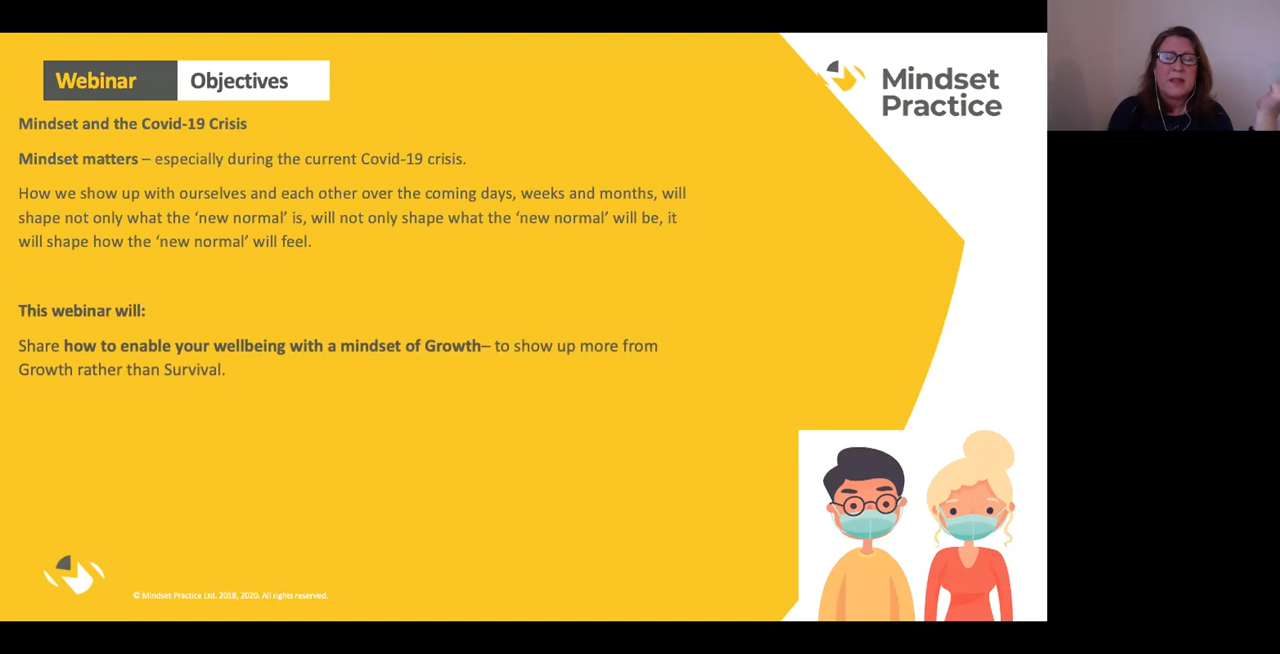 Webinar Objectives
Mindset Practice
Mindset and the Covid-19 Crisis
Mindset matters – especially during the current Covid-19 crisis.
How we show up with ourselves and each other over the coming days, weeks and months, will
shape not only what the ‘new normal’ is, will not only shape what the ‘new normal’ will be, it
will shape how the ‘new normal’ will feel.
This webinar will:
Share how to enable your wellbeing with a mindset of Growth– to show up more from
Growth rather than Survival.
© Mindset Practice Ltd. 2018, 2020. All rights reserved.